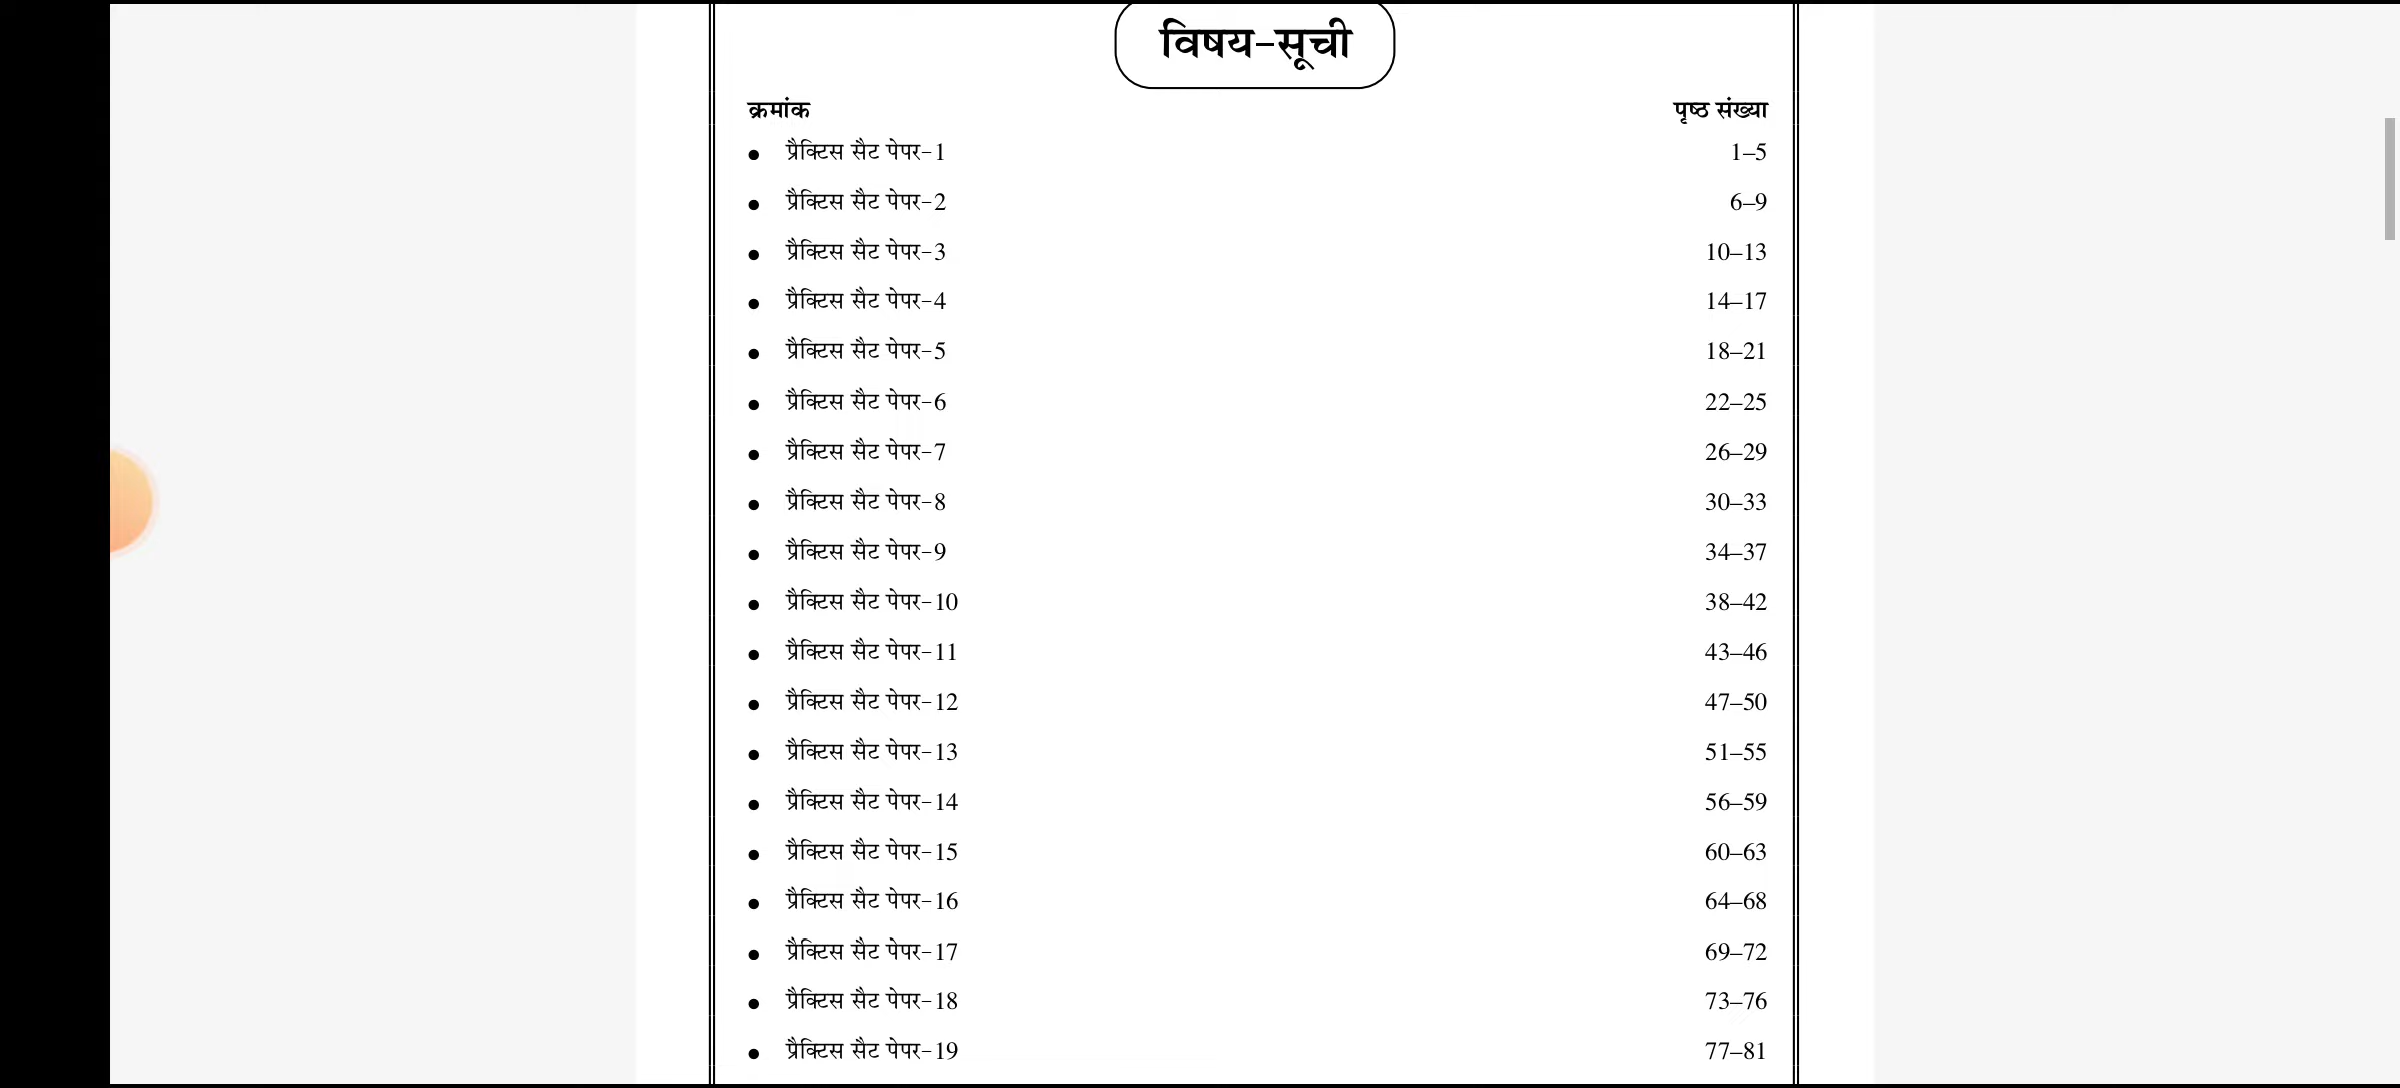 विषय-सूची
क्रमांक पृष्ठ संख्या
● प्रैक्टिस सैट पेपर-1 1–5
● प्रैक्टिस सैट पेपर-2 6–9
● प्रैक्टिस सैट पेपर-3 10–13
● प्रैक्टिस सैट पेपर-4 14–17
● प्रैक्टिस सैट पेपर-5 18–21
● प्रैक्टिस सैट पेपर-6 22–25
● प्रैक्टिस सैट पेपर-7 26–29
● प्रैक्टिस सैट पेपर-8 30–33
● प्रैक्टिस सैट पेपर-9 34–37
● प्रैक्टिस सैट पेपर-10 38–42
● प्रैक्टिस सैट पेपर-11 43–46
● प्रैक्टिस सैट पेपर-12 47–50
● प्रैक्टिस सैट पेपर-13 51–55
● प्रैक्टिस सैट पेपर-14 56–59
● प्रैक्टिस सैट पेपर-15 60–63
● प्रैक्टिस सैट पेपर-16 64–68
● प्रैक्टिस सैट पेपर-17 69–72
● प्रैक्टिस सैट पेपर-18 73–76
● प्रैक्टिस सैट पेपर-19 77–81